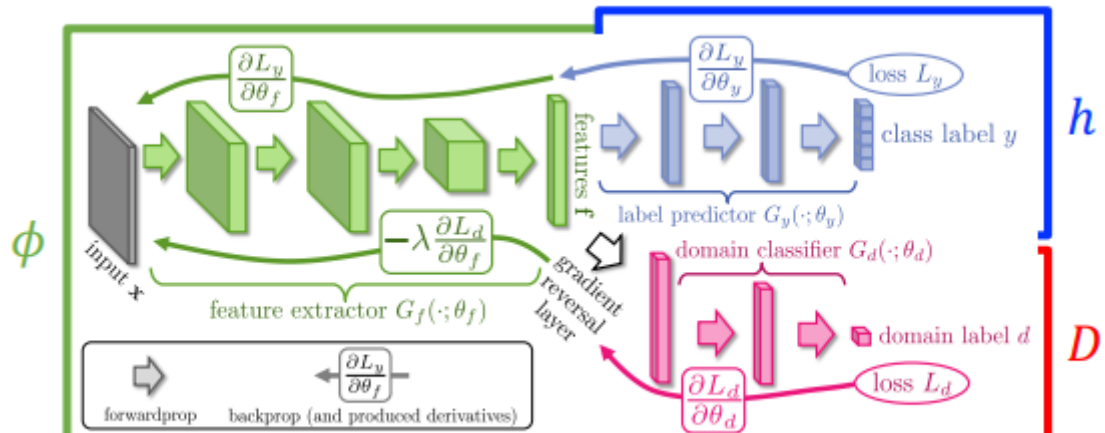 ∂L_y/∂θ_f
∂L_y/∂θ_y
loss L_y
h
features f
class label y
label predictor G_y(·; θ_y)
ϕ
input x
−λ ∂L_d/∂θ_f
feature extractor G_f(·; θ_f)
gradient
reversal
layer
domain classifier G_d(·; θ_d)
domain label d
D
∂L_d/∂θ_d
loss L_d
forwardprop
∂L_y/∂θ_f
backprop (and produced derivatives)